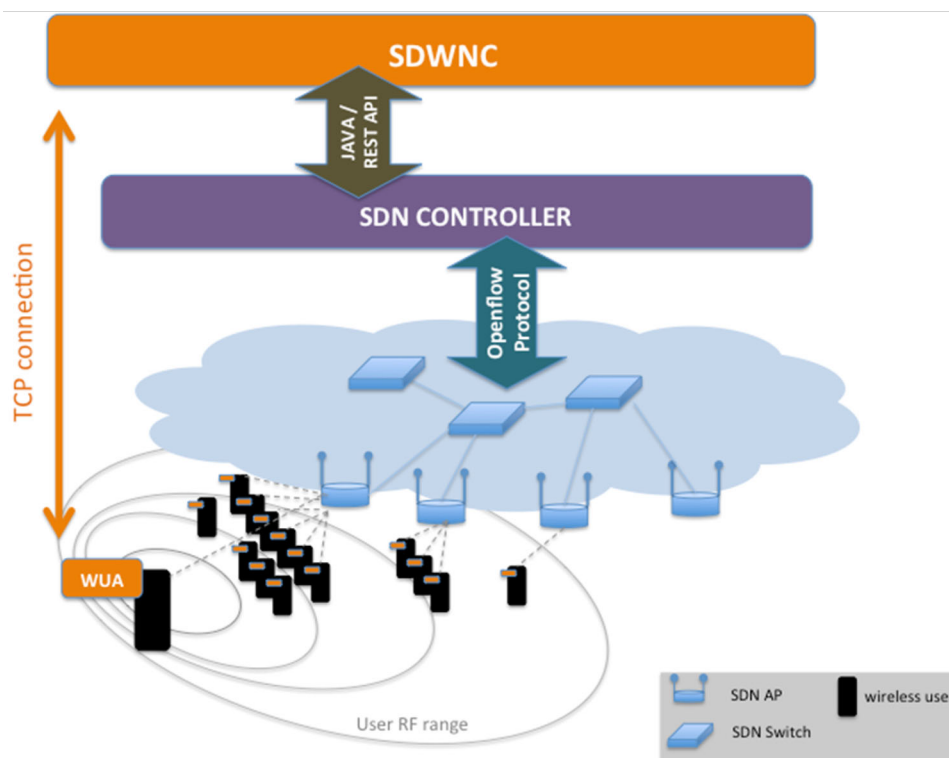 SDWNC
JAVA /
REST API
SDN CONTROLLER
TCP connection
Openflow
Protocol
WUA
User RF range
SDN AP
wireless use
SDN Switch